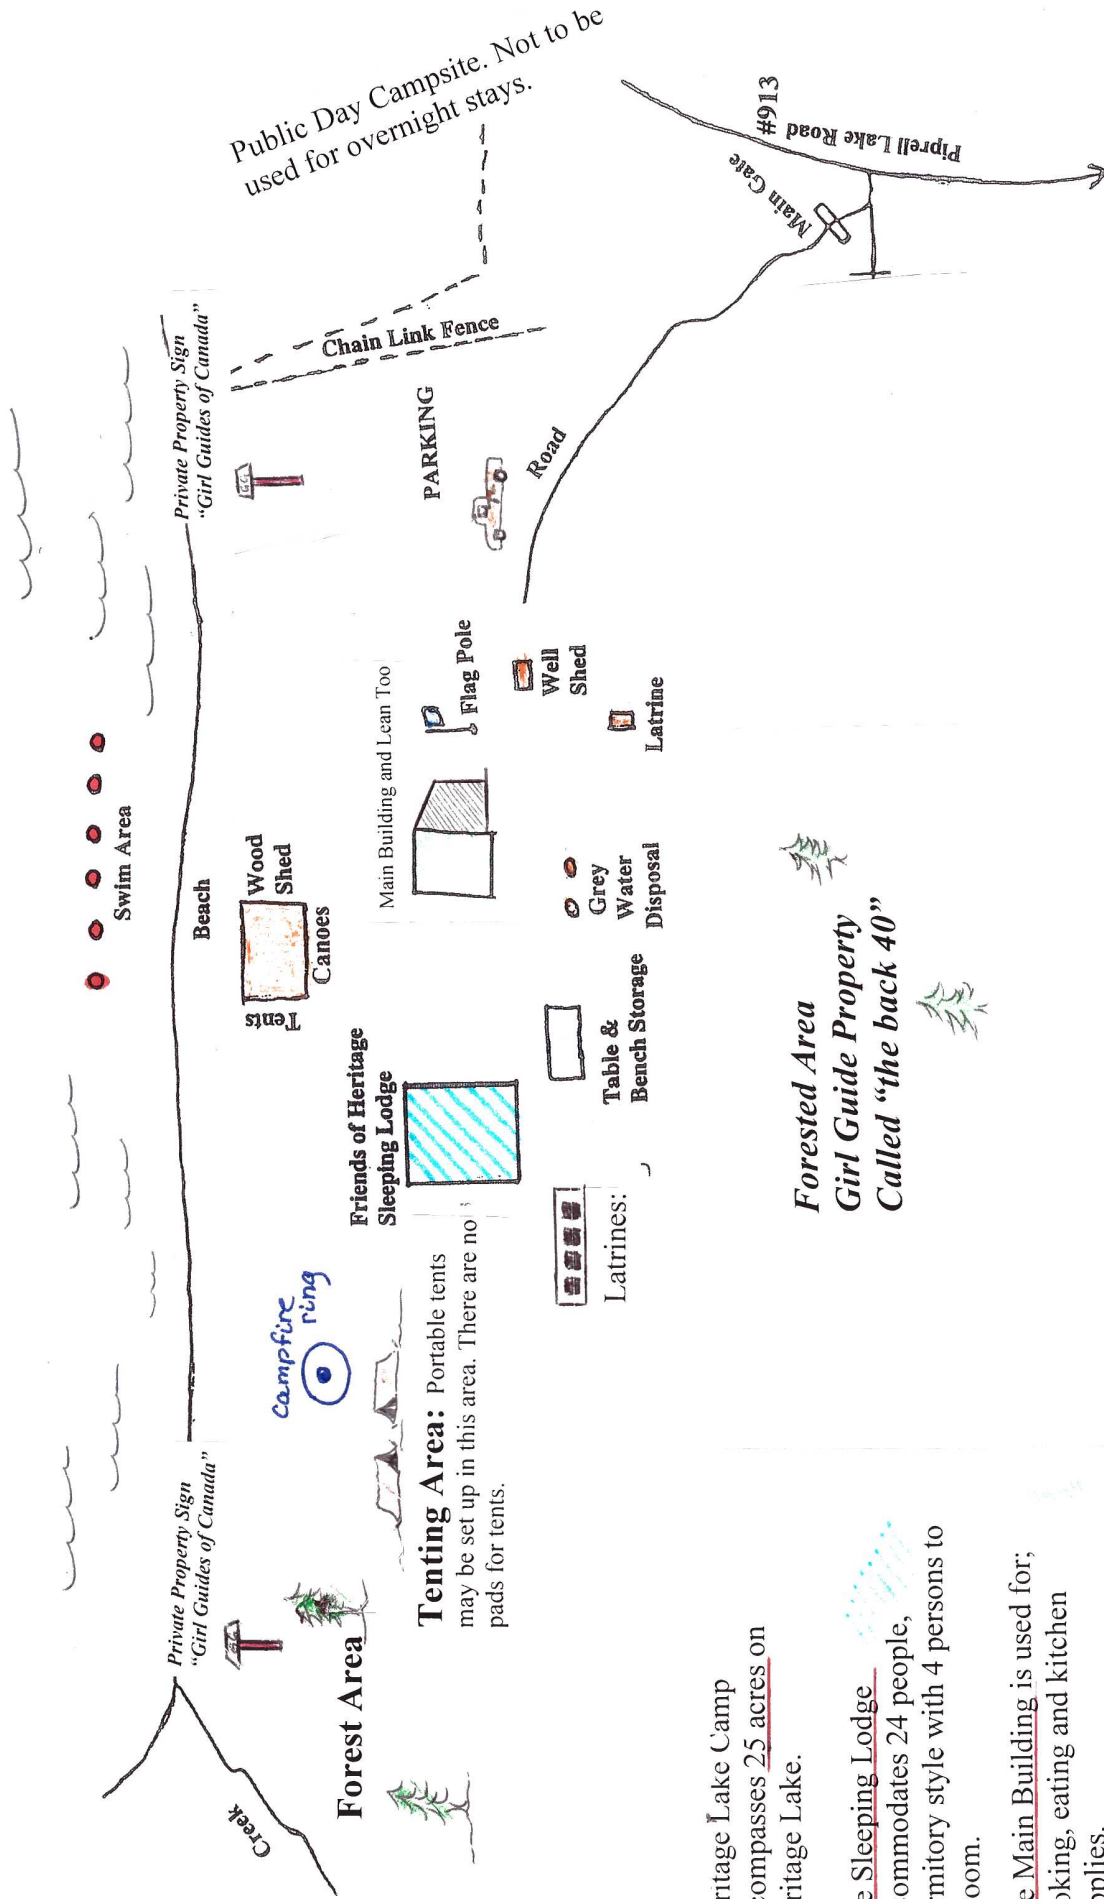 Public Day Campsite. Not to be
used for overnight stays.
#913
Piprell Lake Road
Main Gate
Private Property Sign
"Girl Guides of Canada"
Chain Link Fence
GG
PARKING
Road
Swim Area
Beach
Wood
Shed
Canoes
Tents
Main Building and Lean Too
Flag Pole
Well
Shed
Latrine
Grey
Water
Disposal
Friends of Heritage
Sleeping Lodge
Table &
Bench Storage
Latrines:
campfire
ring
Tenting Area: Portable tents
may be set up in this area. There are no
pads for tents.
Private Property Sign
"Girl Guides of Canada"
GG
Creek
Forest Area
Forested Area
Girl Guide Property
Called "the back 40"
ritage Lake Camp
compasses 25 acres on
ritage Lake.
e Sleeping Lodge
ommodates 24 people,
rmitory style with 4 persons to
oom.
e Main Building is used for;
oking, eating and kitchen
pplies.